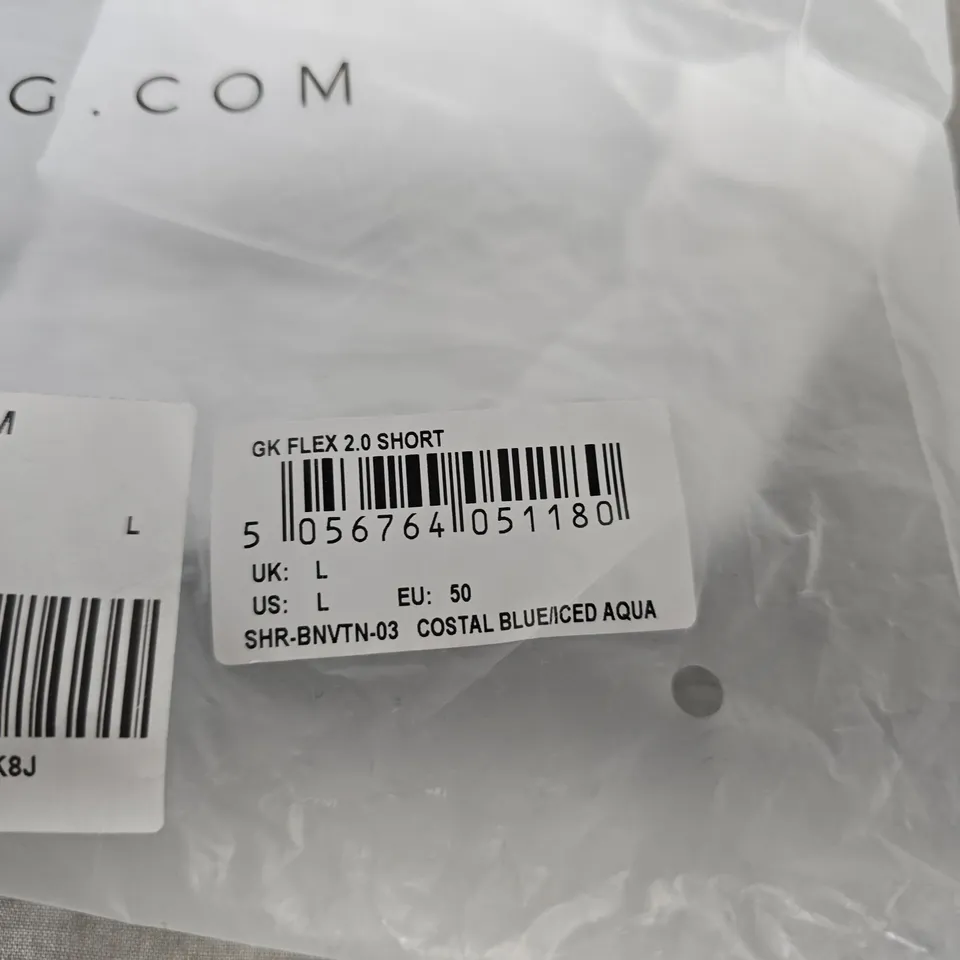 G.COM
M
L
K8J
GK FLEX 2.0 SHORT
5 056764 051180
UK: L
US: L EU: 50
SHR-BNVTN-03 COSTAL BLUE/ICED AQUA